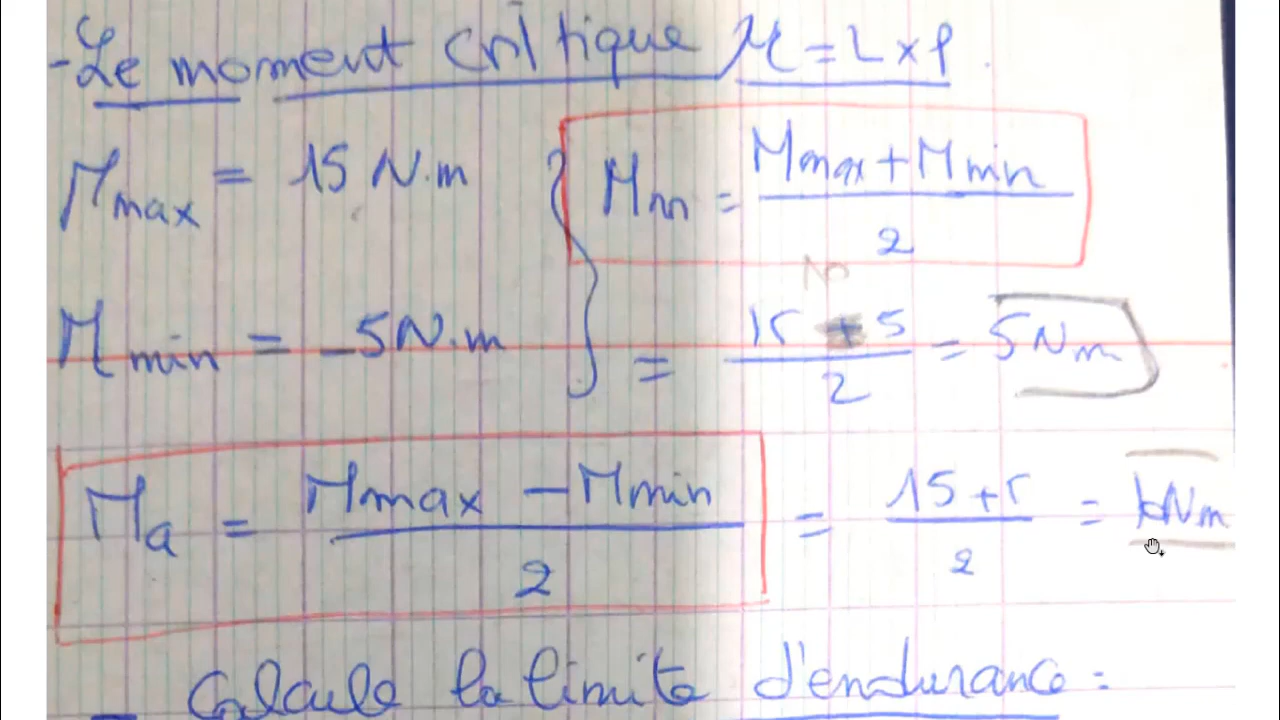 - Le moment critique M = L x P.
Mmax = 15 N.m
Mm = Mmax + Mmin / 2
Mmin = -5N.m
= 15 - 5 / 2 = 5 Nm
Ma = Mmax - Mmin / 2 = 15 + 5 / 2 = Nm
- Calcule la limite d'endurance :